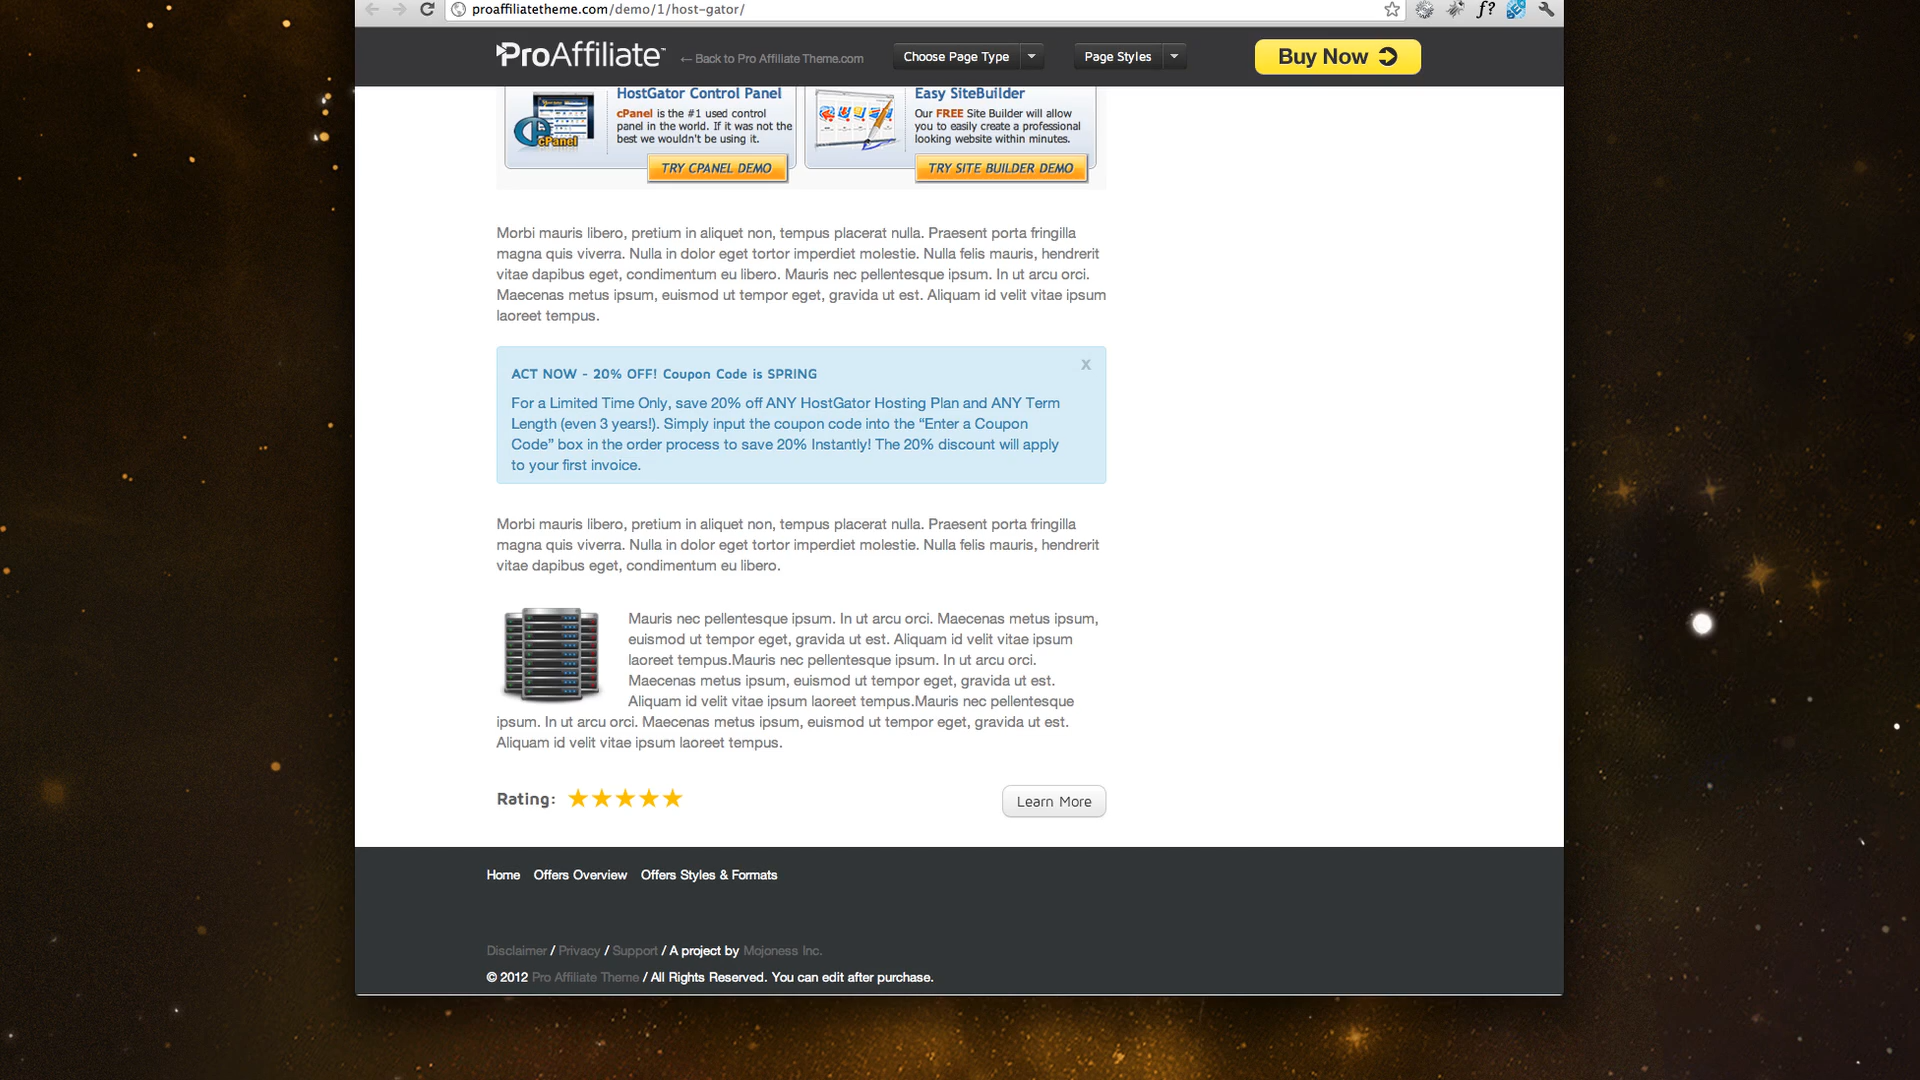 proaffiliatetheme.com/demo/1/host-gator/
ProAffiliate™ ←Back to Pro Affiliate Theme.com Choose Page Type Page Styles Buy Now
HostGator Control Panel
cPanel is the #1 used control
panel in the world. If it was not the
best we wouldn't be using it.
TRY CPANEL DEMO
cPanel
Easy SiteBuilder
Our FREE Site Builder will allow
you to easily create a professional
looking website within minutes.
TRY SITE BUILDER DEMO
Morbi mauris libero, pretium in aliquet non, tempus placerat nulla. Praesent porta fringilla
magna quis viverra. Nulla in dolor eget tortor imperdiet molestie. Nulla felis mauris, hendrerit
vitae dapibus eget, condimentum eu libero. Mauris nec pellentesque ipsum. In ut arcu orci.
Maecenas metus ipsum, euismod ut tempor eget, gravida ut est. Aliquam id velit vitae ipsum
laoreet tempus.
x
ACT NOW - 20% OFF! Coupon Code is SPRING
For a Limited Time Only, save 20% off ANY HostGator Hosting Plan and ANY Term
Length (even 3 years!). Simply input the coupon code into the “Enter a Coupon
Code” box in the order process to save 20% Instantly! The 20% discount will apply
to your first invoice.
Morbi mauris libero, pretium in aliquet non, tempus placerat nulla. Praesent porta fringilla
magna quis viverra. Nulla in dolor eget tortor imperdiet molestie. Nulla felis mauris, hendrerit
vitae dapibus eget, condimentum eu libero.
Mauris nec pellentesque ipsum. In ut arcu orci. Maecenas metus ipsum,
euismod ut tempor eget, gravida ut est. Aliquam id velit vitae ipsum
laoreet tempus.Mauris nec pellentesque ipsum. In ut arcu orci.
Maecenas metus ipsum, euismod ut tempor eget, gravida ut est.
Aliquam id velit vitae ipsum laoreet tempus.Mauris nec pellentesque
ipsum. In ut arcu orci. Maecenas metus ipsum, euismod ut tempor eget, gravida ut est.
Aliquam id velit vitae ipsum laoreet tempus.
Rating: Learn More
Home Offers Overview Offers Styles & Formats
Disclaimer / Privacy / Support / A project by Mojoness Inc.
© 2012 Pro Affiliate Theme / All Rights Reserved. You can edit after purchase.